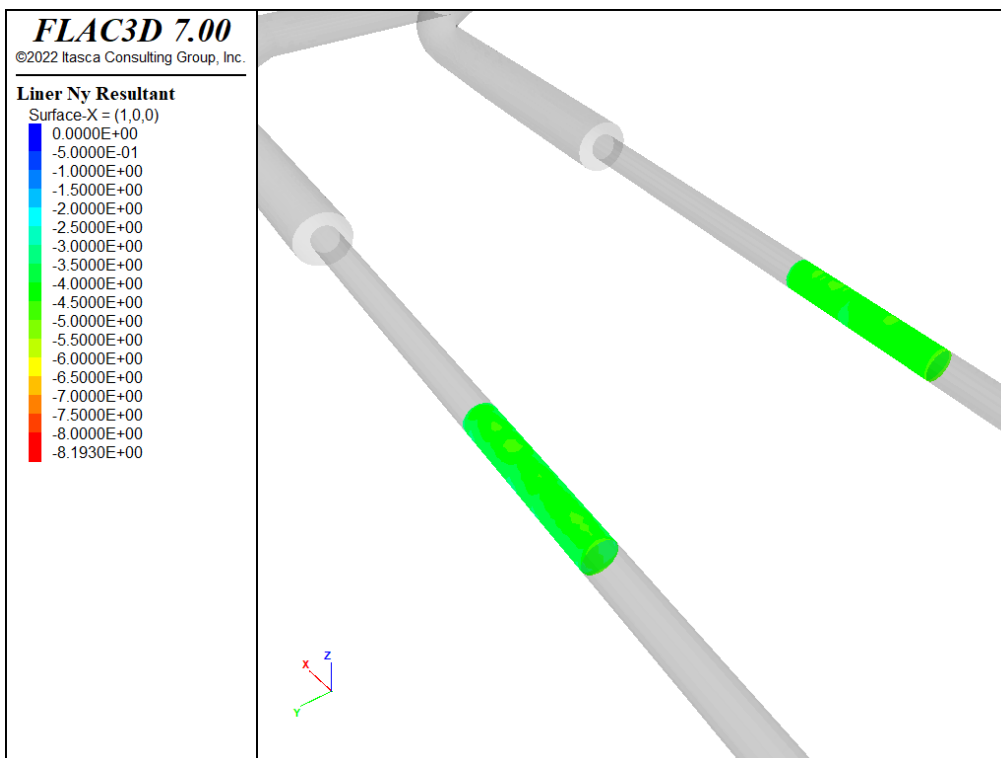 FLAC3D 7.00
©2022 Itasca Consulting Group, Inc.
Liner Ny Resultant
Surface-X = (1,0,0)
0.0000E+00
-5.0000E-01
-1.0000E+00
-1.5000E+00
-2.0000E+00
-2.5000E+00
-3.0000E+00
-3.5000E+00
-4.0000E+00
-4.5000E+00
-5.0000E+00
-5.5000E+00
-6.0000E+00
-6.5000E+00
-7.0000E+00
-7.5000E+00
-8.0000E+00
-8.1930E+00
Z
X
Y